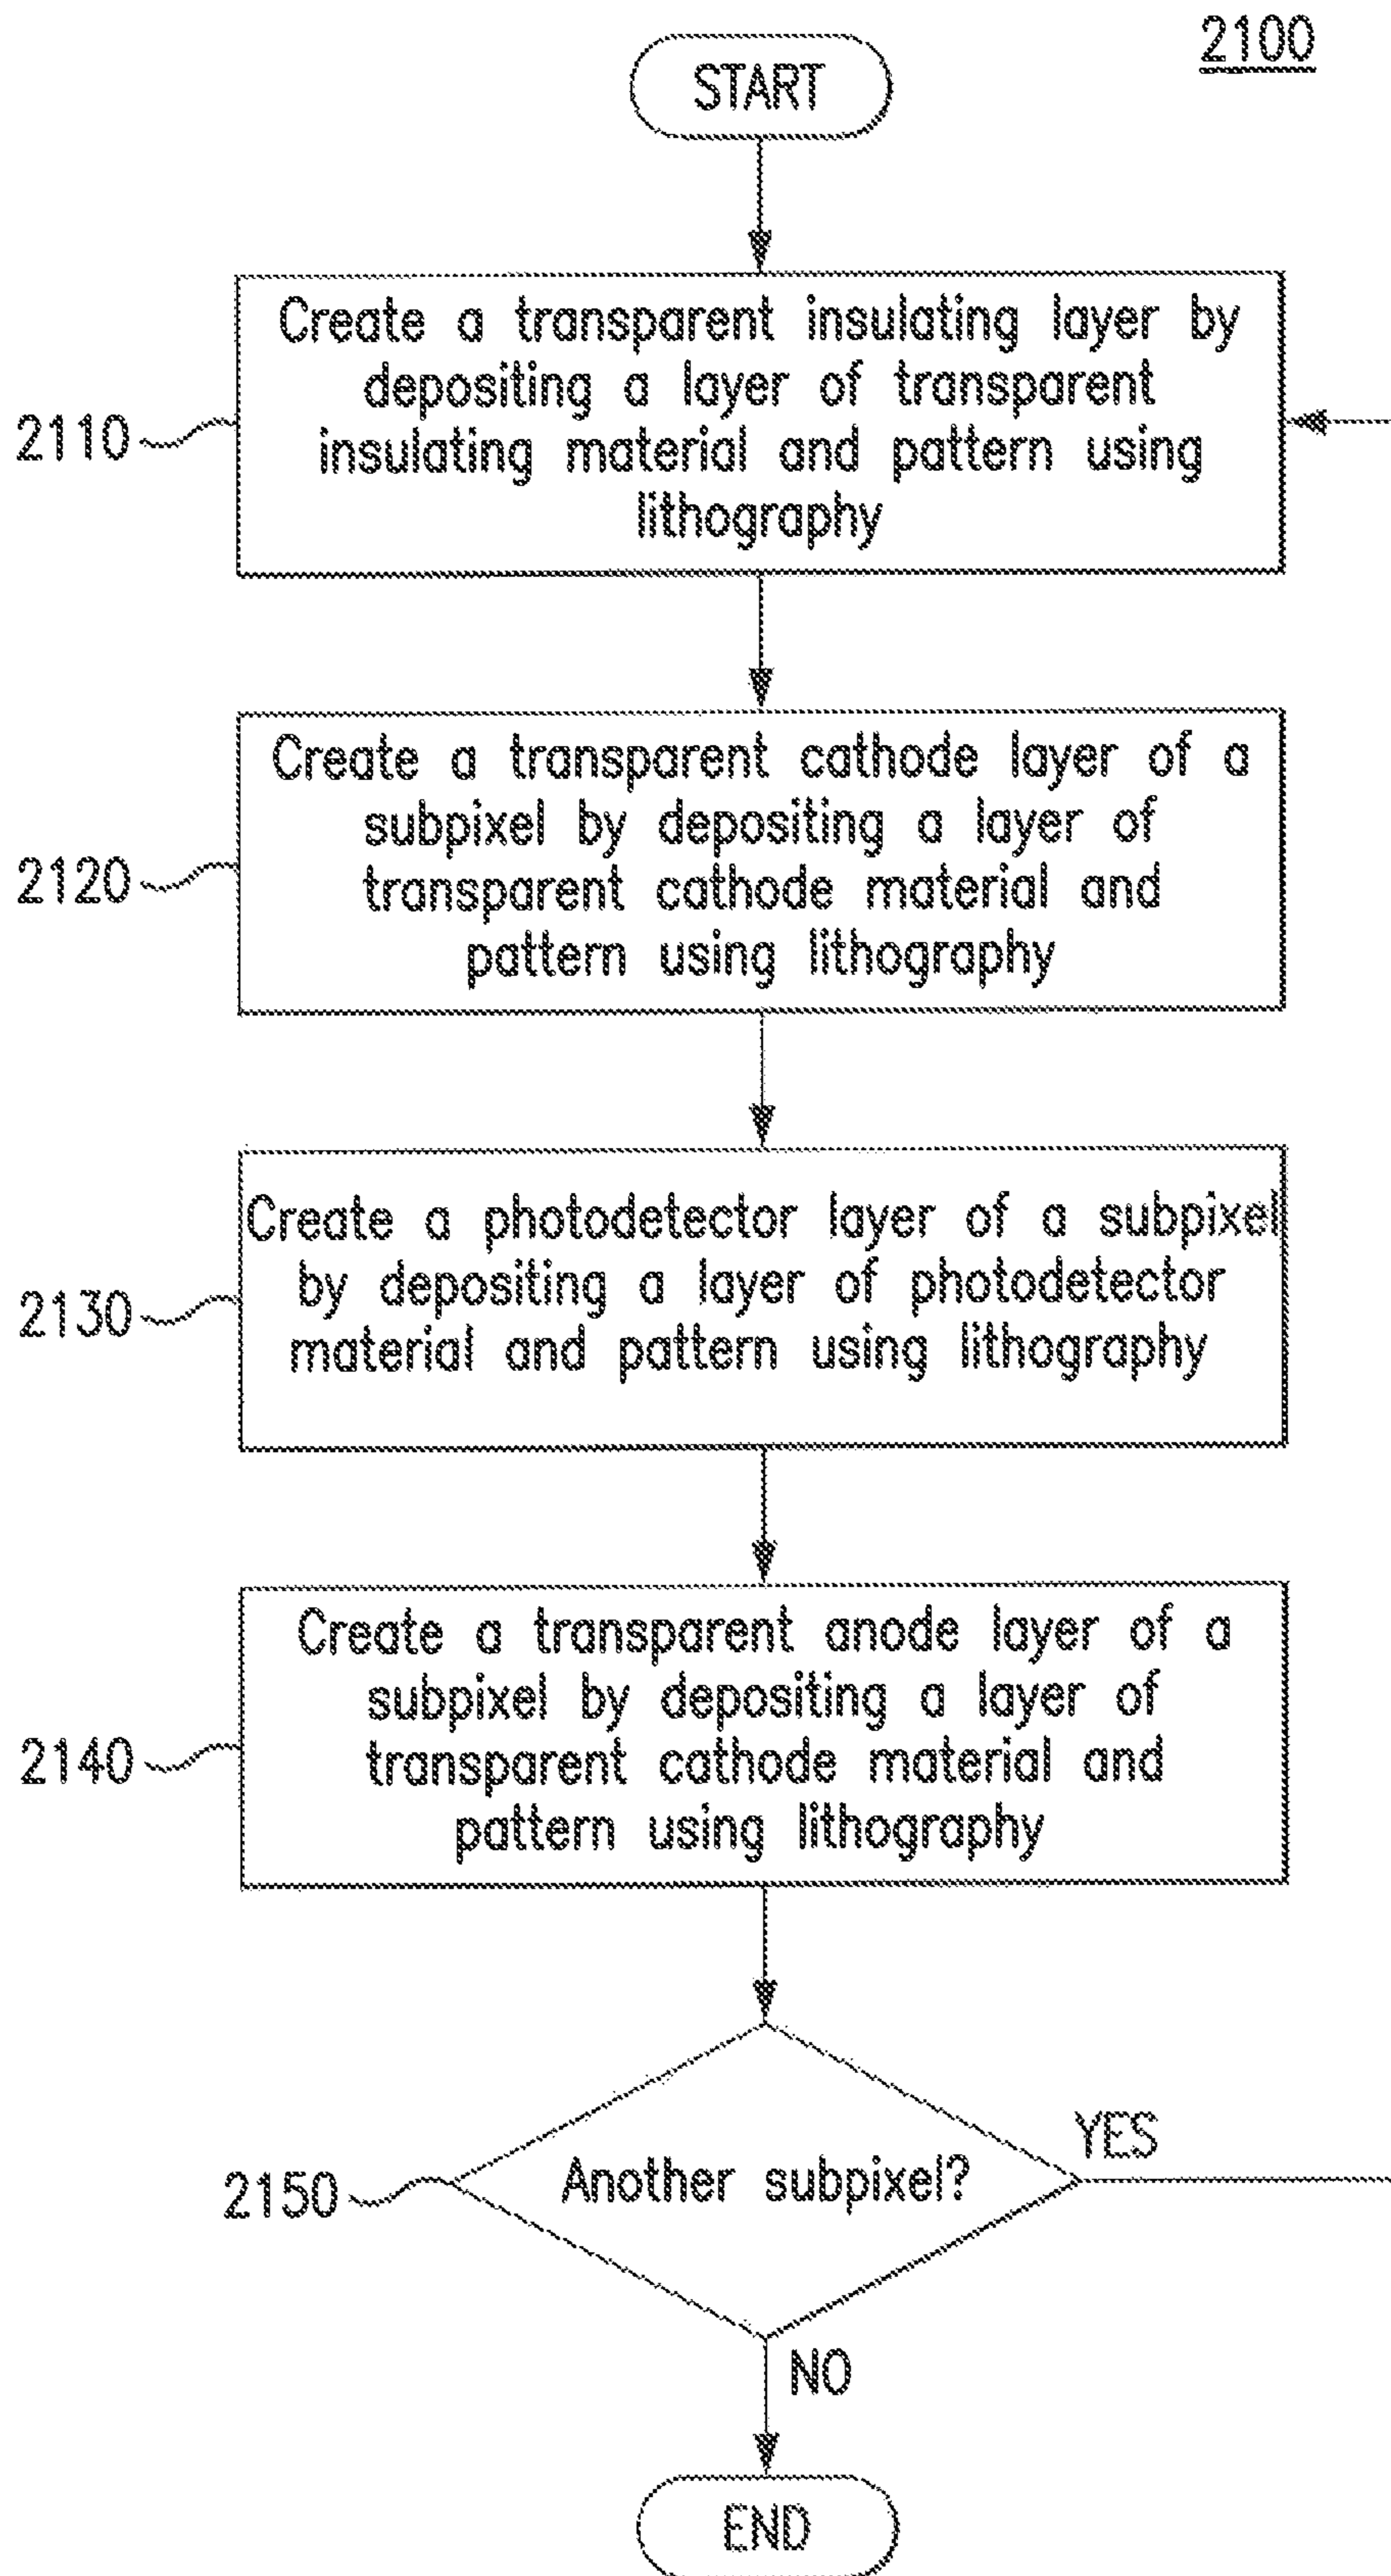 2100
START
Create a transparent insulating layer by
depositing a layer of transparent
insulating material and pattern using
lithography
2110
Create a transparent cathode layer of a
subpixel by depositing a layer of
transparent cathode material and
pattern using lithography
2120
Create a photodetector layer of a subpixel
by depositing a layer of photodetector
material and pattern using lithography
2130
Create a transparent anode layer of a
subpixel by depositing a layer of
transparent cathode material and
pattern using lithography
2140
Another subpixel?
2150
YES
NO
END